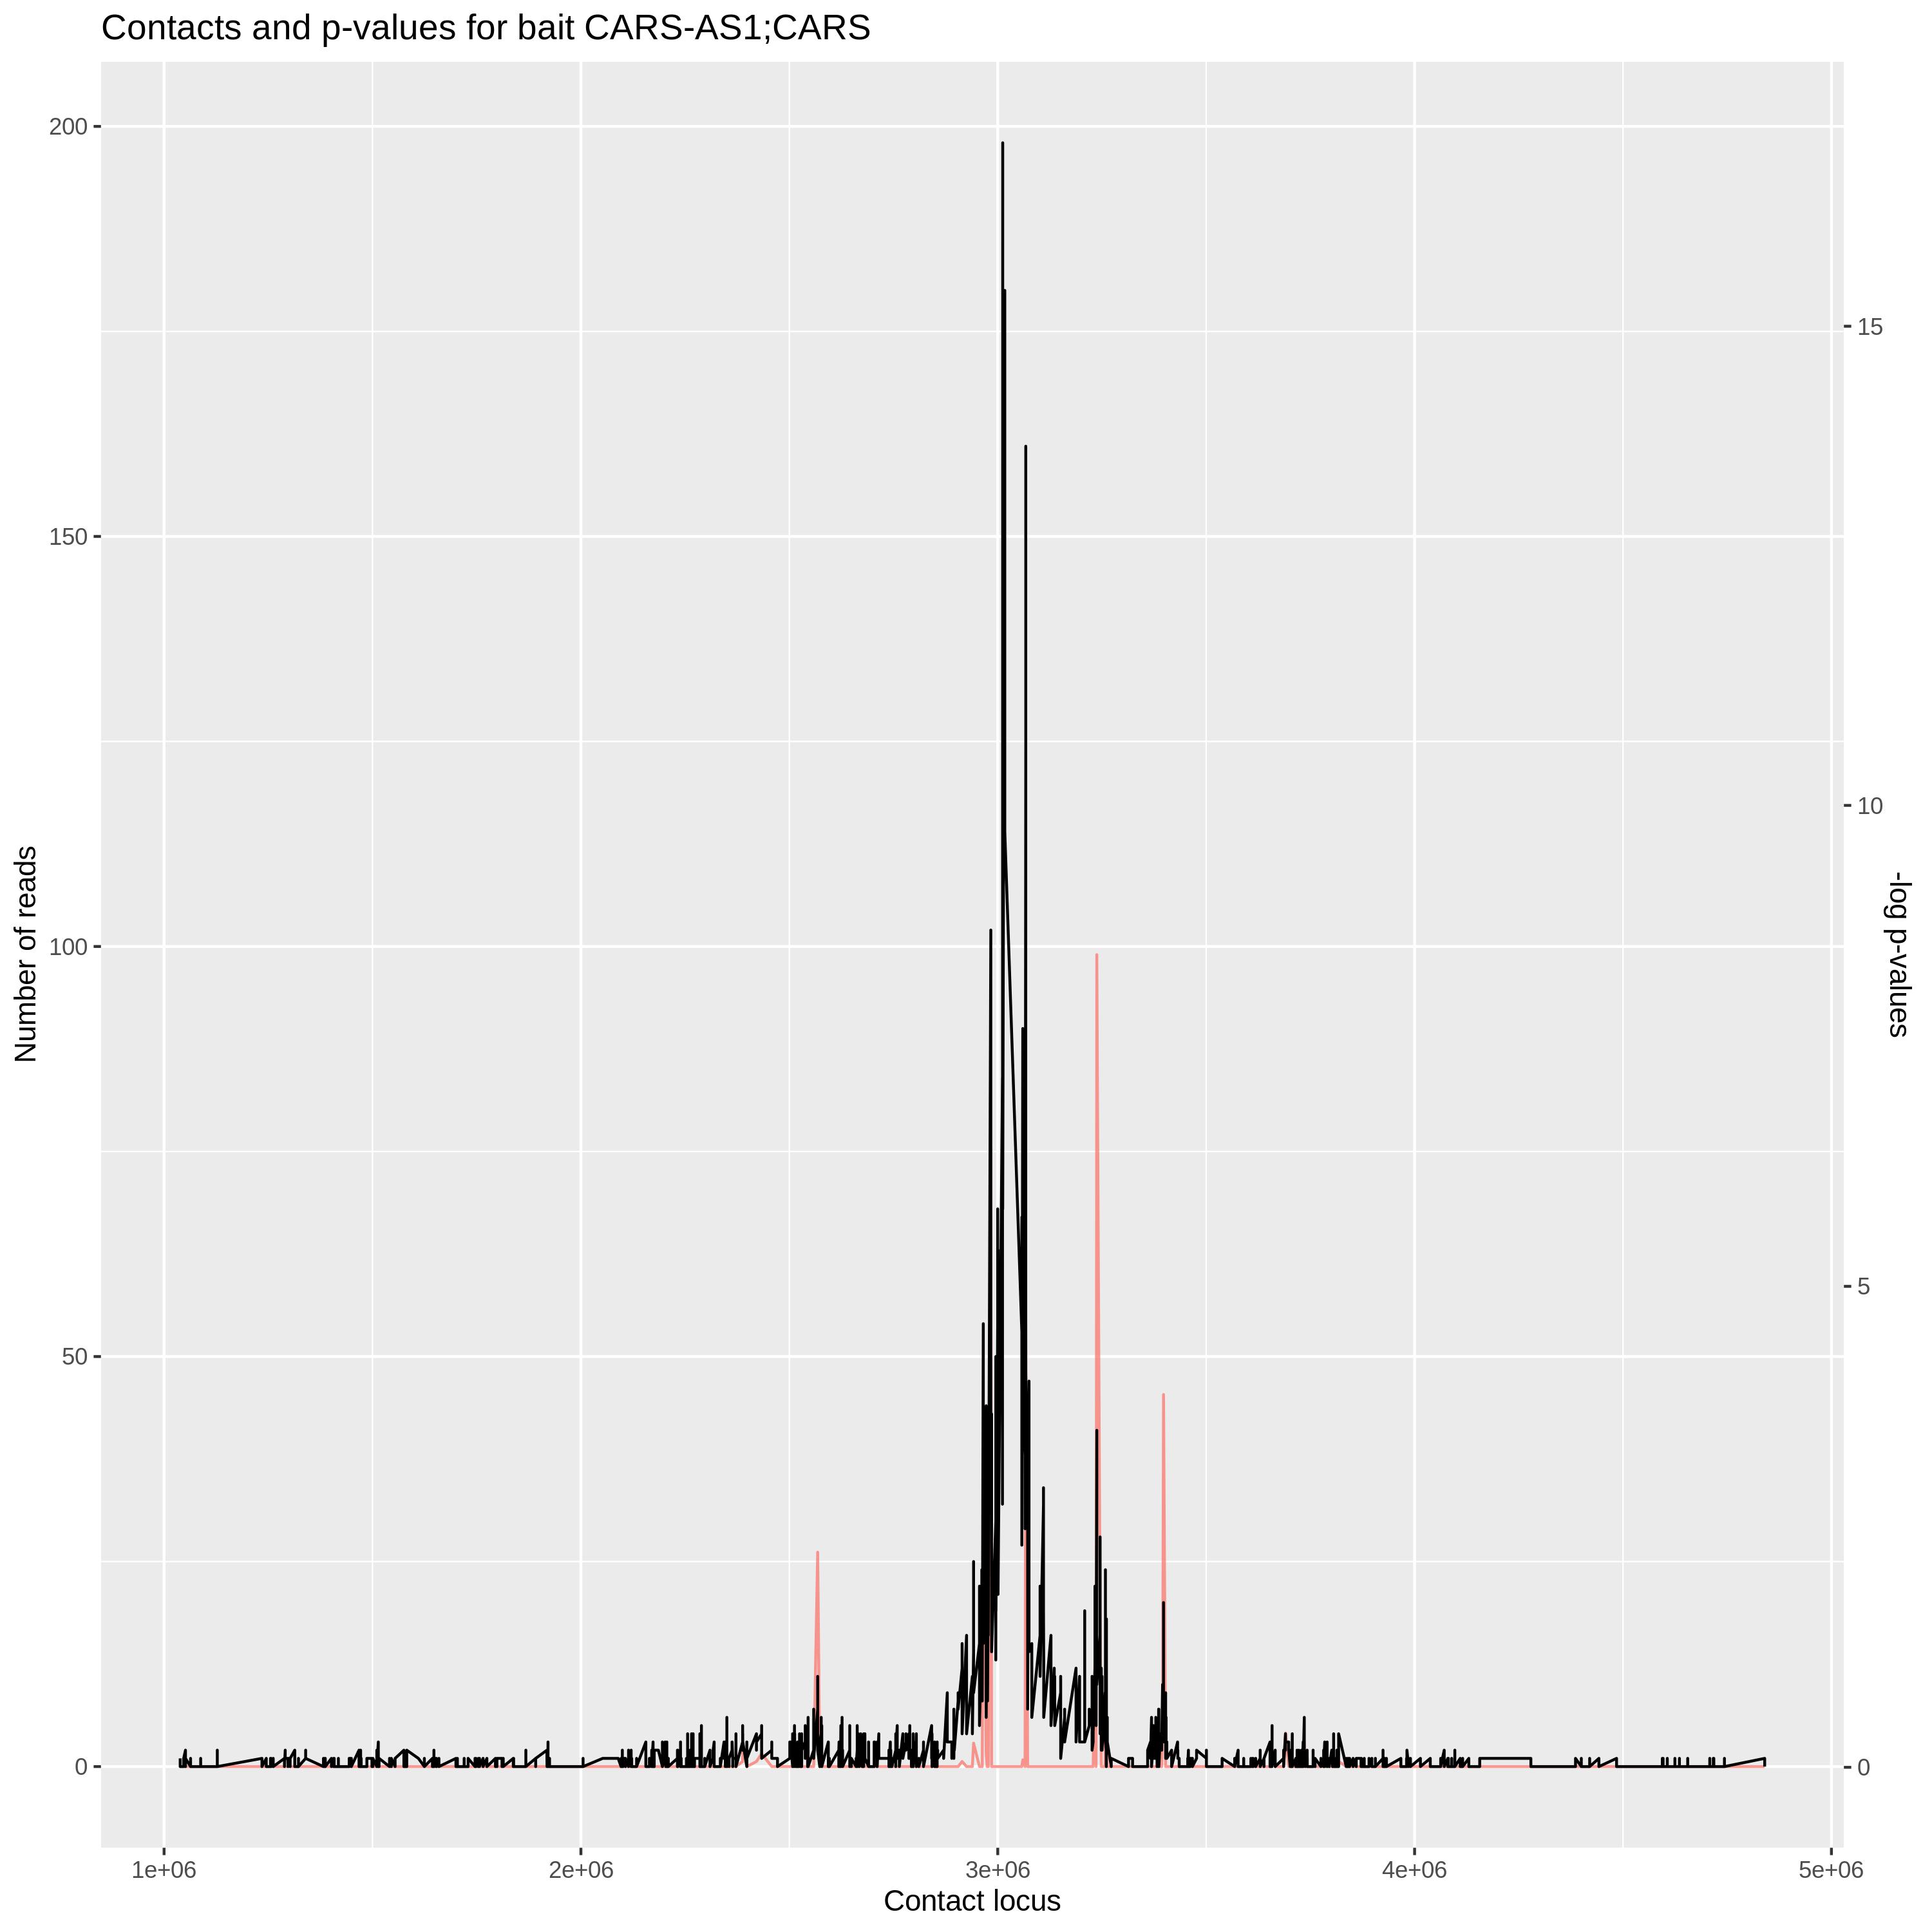 Contacts and p-values for bait CARS-AS1;CARS
200
150
100
50
0
Number of reads
15
10
5
0
-log p-values
1e+06
2e+06
3e+06
4e+06
5e+06
Contact locus